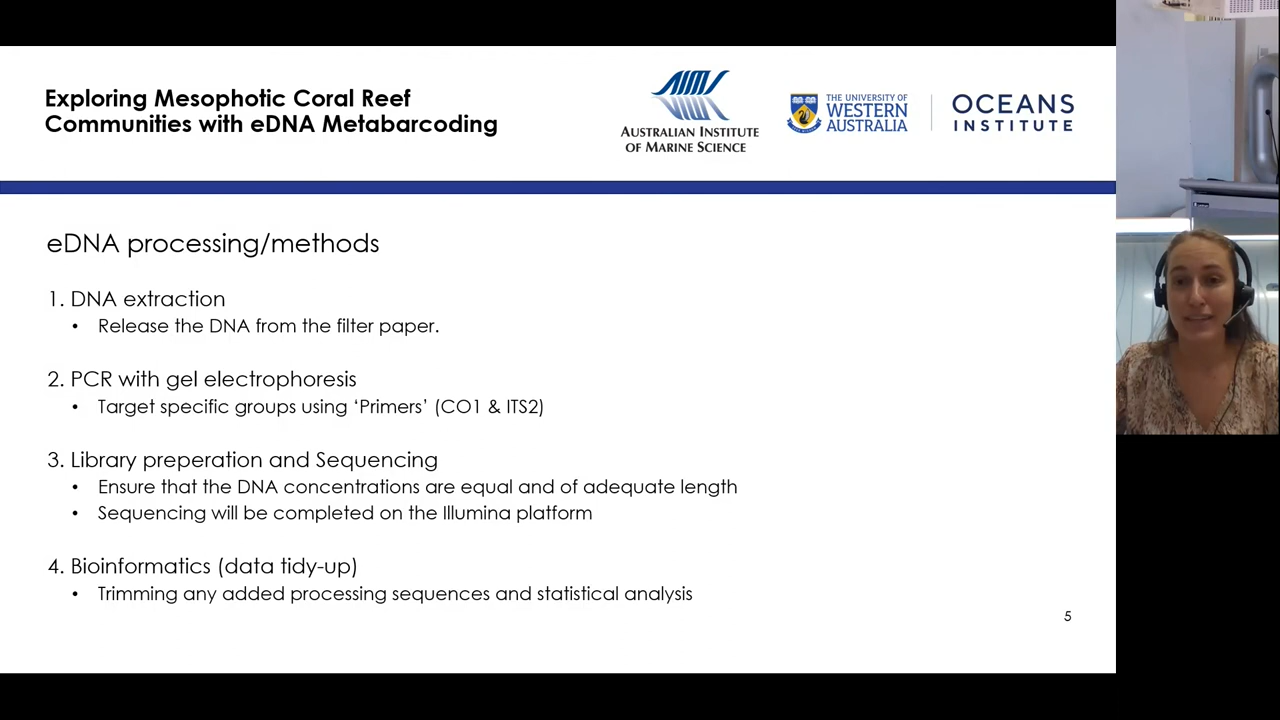 Exploring Mesophotic Coral Reef
Communities with eDNA Metabarcoding
AIMS
AUSTRALIAN INSTITUTE
OF MARINE SCIENCE
THE UNIVERSITY OF
WESTERN
AUSTRALIA
OCEANS
INSTITUTE
eDNA processing/methods
1. DNA extraction
• Release the DNA from the filter paper.
2. PCR with gel electrophoresis
• Target specific groups using ‘Primers’ (CO1 & ITS2)
3. Library preperation and Sequencing
• Ensure that the DNA concentrations are equal and of adequate length
• Sequencing will be completed on the Illumina platform
4. Bioinformatics (data tidy-up)
• Trimming any added processing sequences and statistical analysis
5